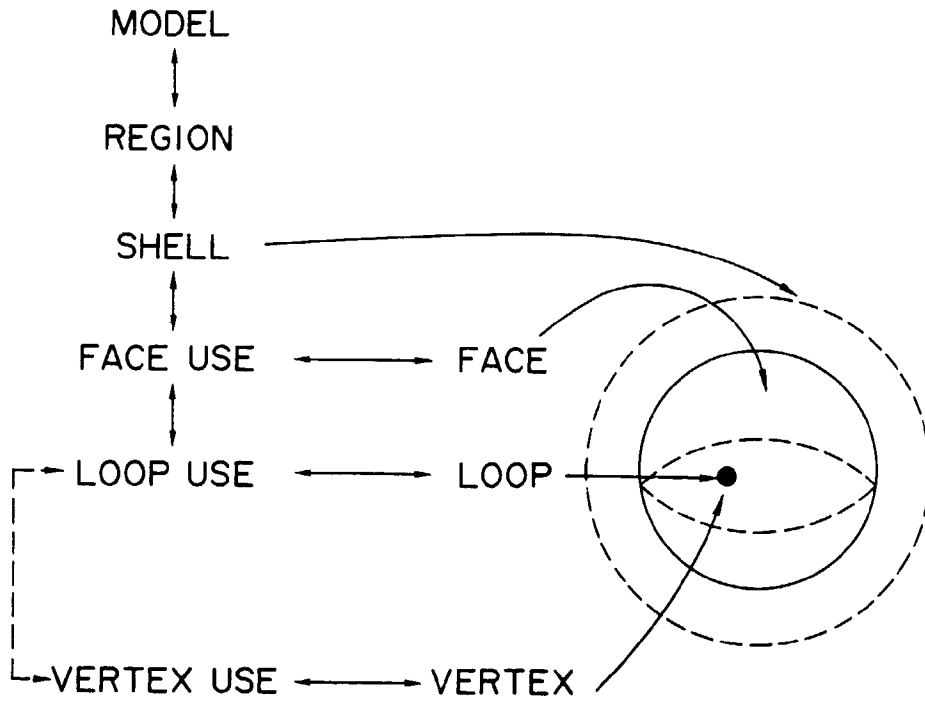 MODEL
REGION
SHELL
FACE USE FACE
LOOP USE LOOP
VERTEX USE VERTEX